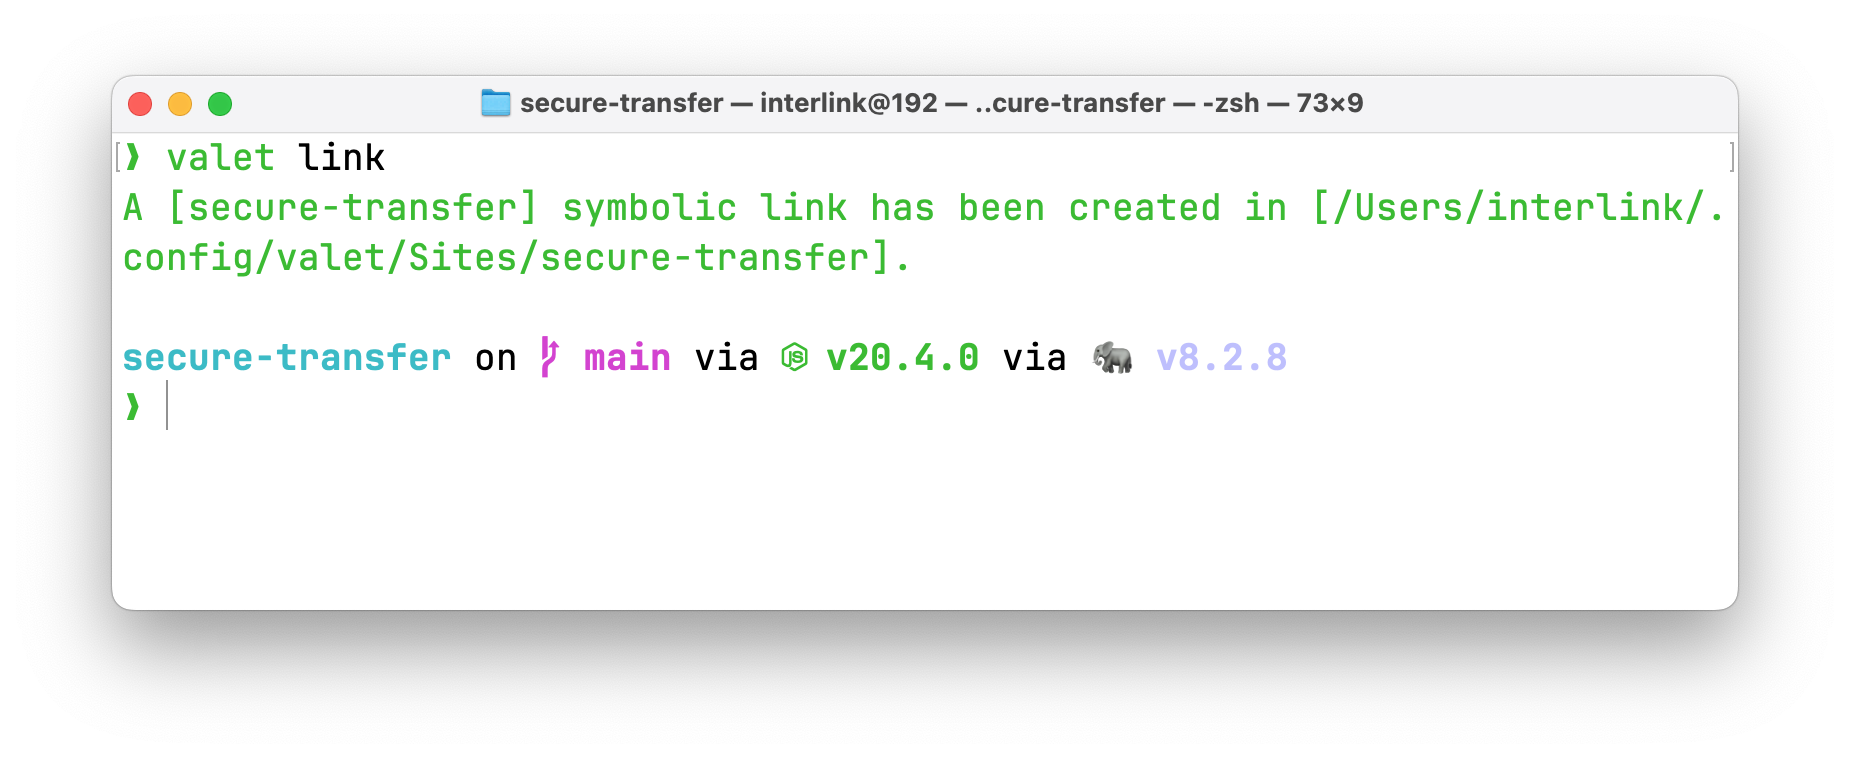 secure-transfer — interlink@192 — ..cure-transfer — -zsh — 73×9
[❯ valet link ]
A [secure-transfer] symbolic link has been created in [/Users/interlink/.
config/valet/Sites/secure-transfer].
secure-transfer on main via JS v20.4.0 via 🐘 v8.2.8
❯